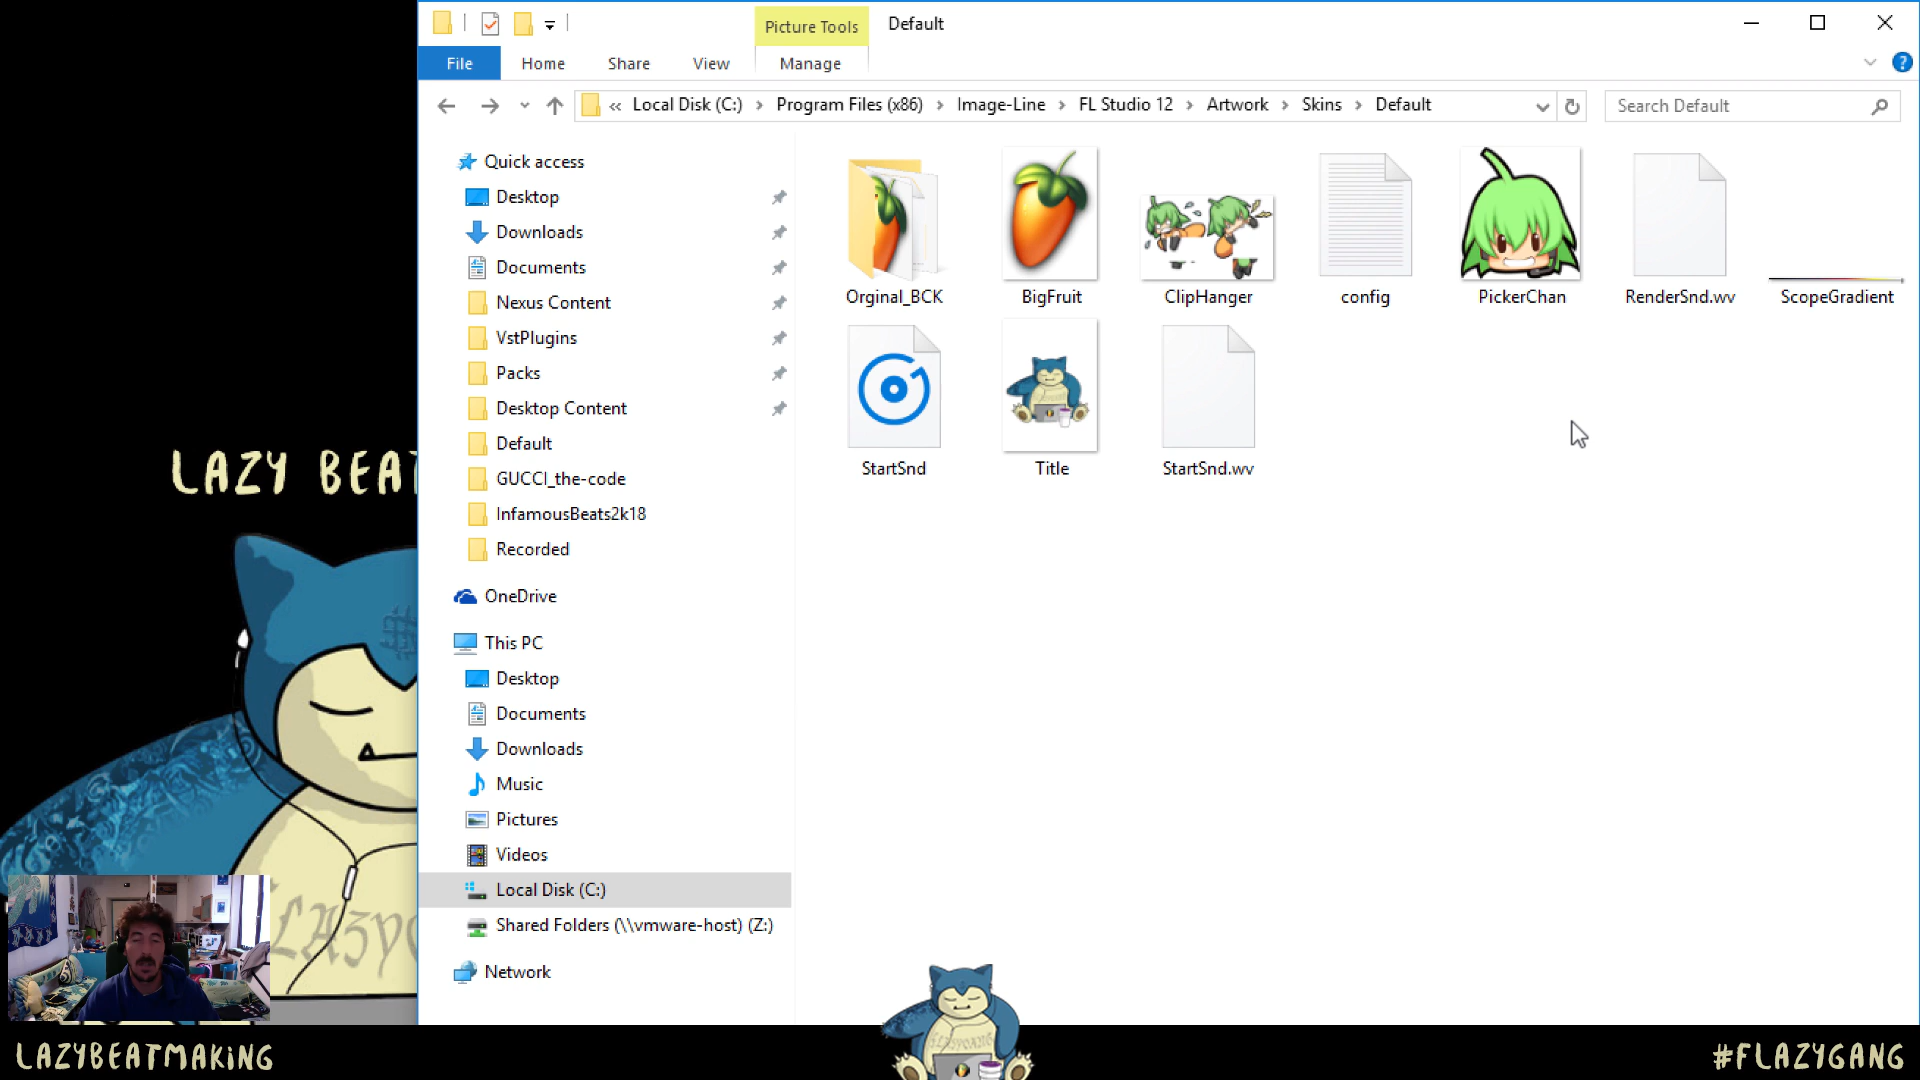 Picture Tools
Default
File
Home
Share
View
Manage
«
Local Disk (C:)
Program Files (x86)
Image-Line
FL Studio 12
Artwork
Skins
Default
Search Default
Quick access
Desktop
Downloads
Documents
Nexus Content
VstPlugins
Packs
Desktop Content
Default
GUCCI_the-code
InfamousBeats2k18
Recorded
OneDrive
This PC
Desktop
Documents
Downloads
Music
Pictures
Videos
Local Disk (C:)
Shared Folders (\\vmware-host) (Z:)
Network
Orginal_BCK
BigFruit
ClipHanger
config
PickerChan
RenderSnd.wv
ScopeGradient
StartSnd
Title
StartSnd.wv
LAZY BEAT
LAZYBEATMAKING
#FLAZYGANG